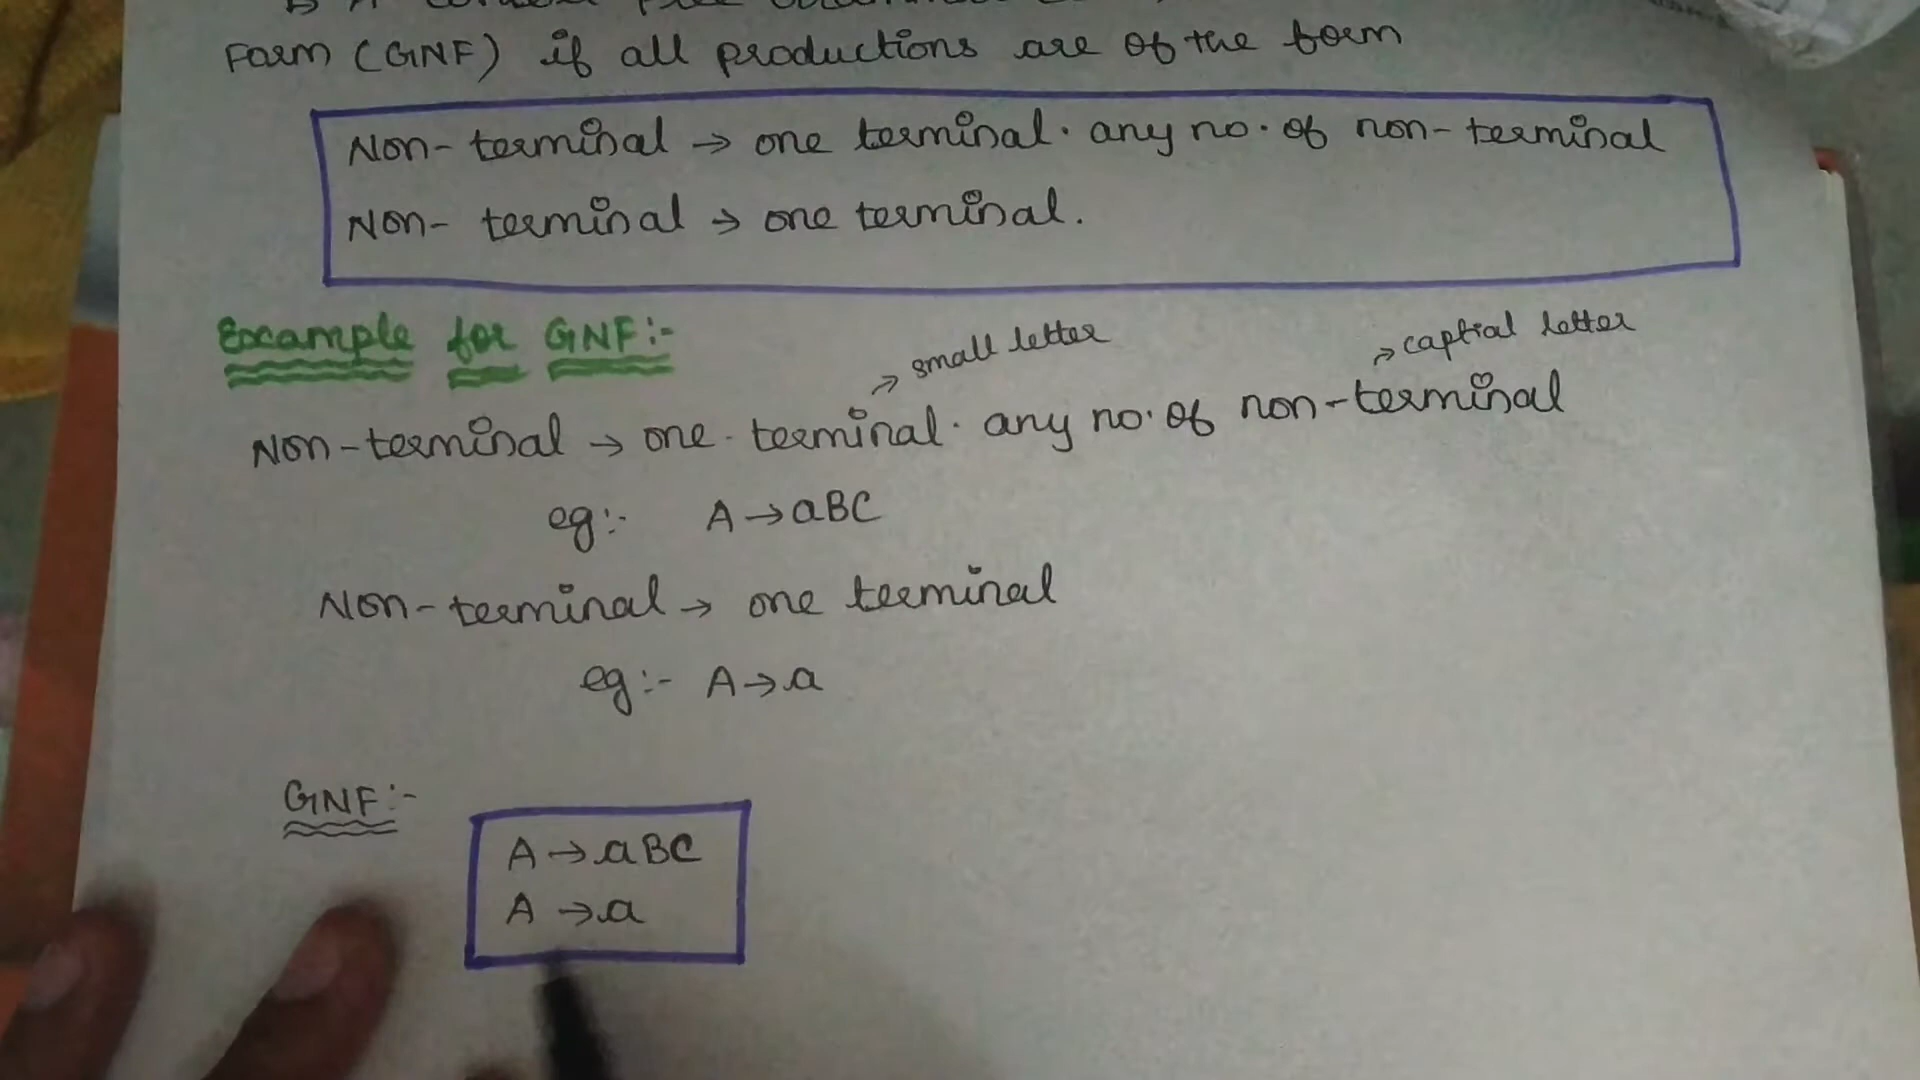 Form (GNF) if all productions are of the form
Non-terminal → one terminal. any no. of non-terminal
Non-terminal → one terminal.
Example for GNF:-
→ small letter
→ captial letter
Non-terminal → one. terminal. any no. of non-terminal
eg:- A → aBC
Non-terminal → one terminal
eg:- A → a
GNF:-
A → aBC
A → a